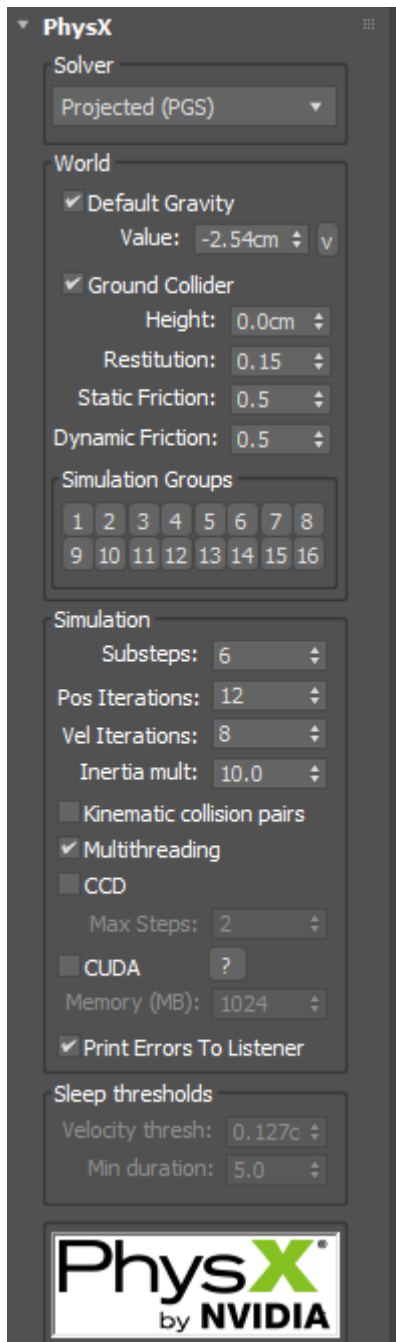 PhysX
Solver
Projected (PGS)
World
Default Gravity
Value: -2.54cm v
Ground Collider
Height: 0.0cm
Restitution: 0.15
Static Friction: 0.5
Dynamic Friction: 0.5
Simulation Groups
1 2 3 4 5 6 7 8
9 10 11 12 13 14 15 16
Simulation
Substeps: 6
Pos Iterations: 12
Vel Iterations: 8
Inertia mult: 10.0
Kinematic collision pairs
Multithreading
CCD
Max Steps: 2
CUDA ?
Memory (MB): 1024
Print Errors To Listener
Sleep thresholds
Velocity thresh: 0.127c
Min duration: 5.0
PhysX
by NVIDIA